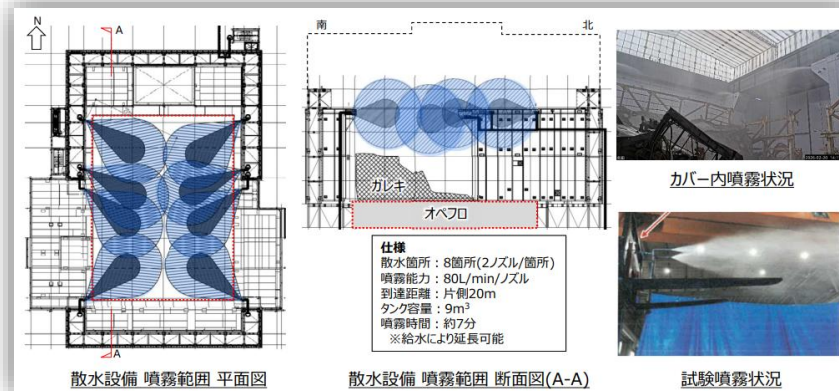 N
A
A
散水設備 噴霧範囲 平面図
南
北
ガレキ
オペフロ
仕様
散水箇所：8箇所(2ノズル/箇所)
噴霧能力：80L/min/ノズル
到達距離：片側20m
タンク容量：9m³
噴霧時間：約7分
※給水により延長可能
散水設備 噴霧範囲 断面図(A-A)
カバー内噴霧状況
試験噴霧状況